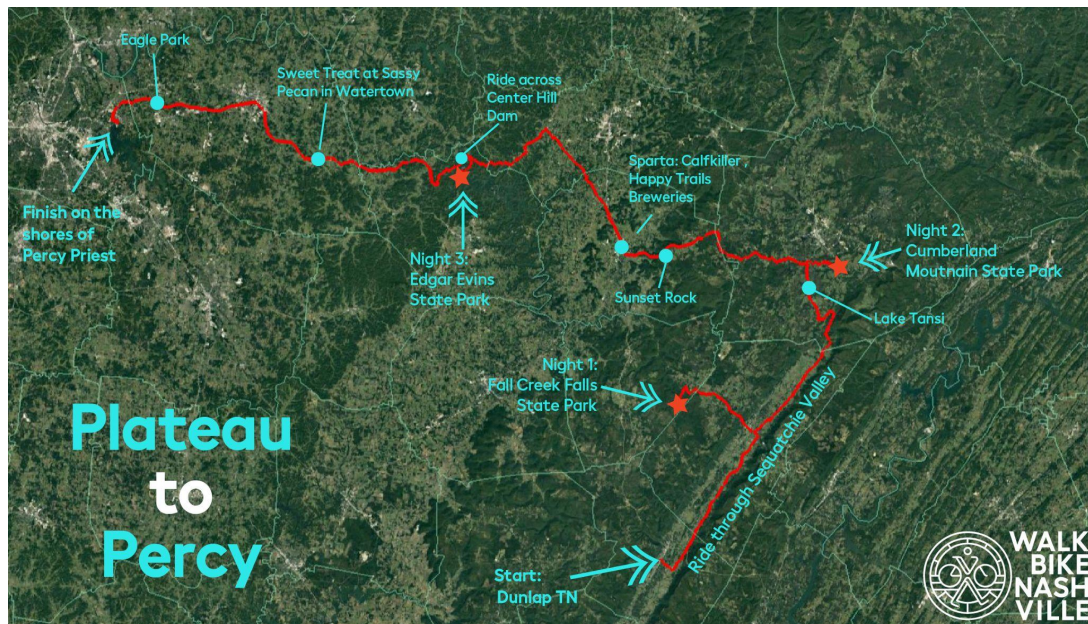 Eagle Park
Sweet Treat at Sassy
Pecan in Watertown
Ride across
Center Hill
Dam
Sparta: Calfkiller,
Happy Trails
Breweries
Finish on the
shores of
Percy Priest
Night 3:
Edgar Evins
State Park
Night 2:
Cumberland
Moutnain State Park
Sunset Rock
Lake Tansi
Night 1:
Fall Creek Falls
State Park
Ride through Sequatchie Valley
Plateau
to
Percy
Start:
Dunlap TN
WALK
BIKE
NASH
VILLE